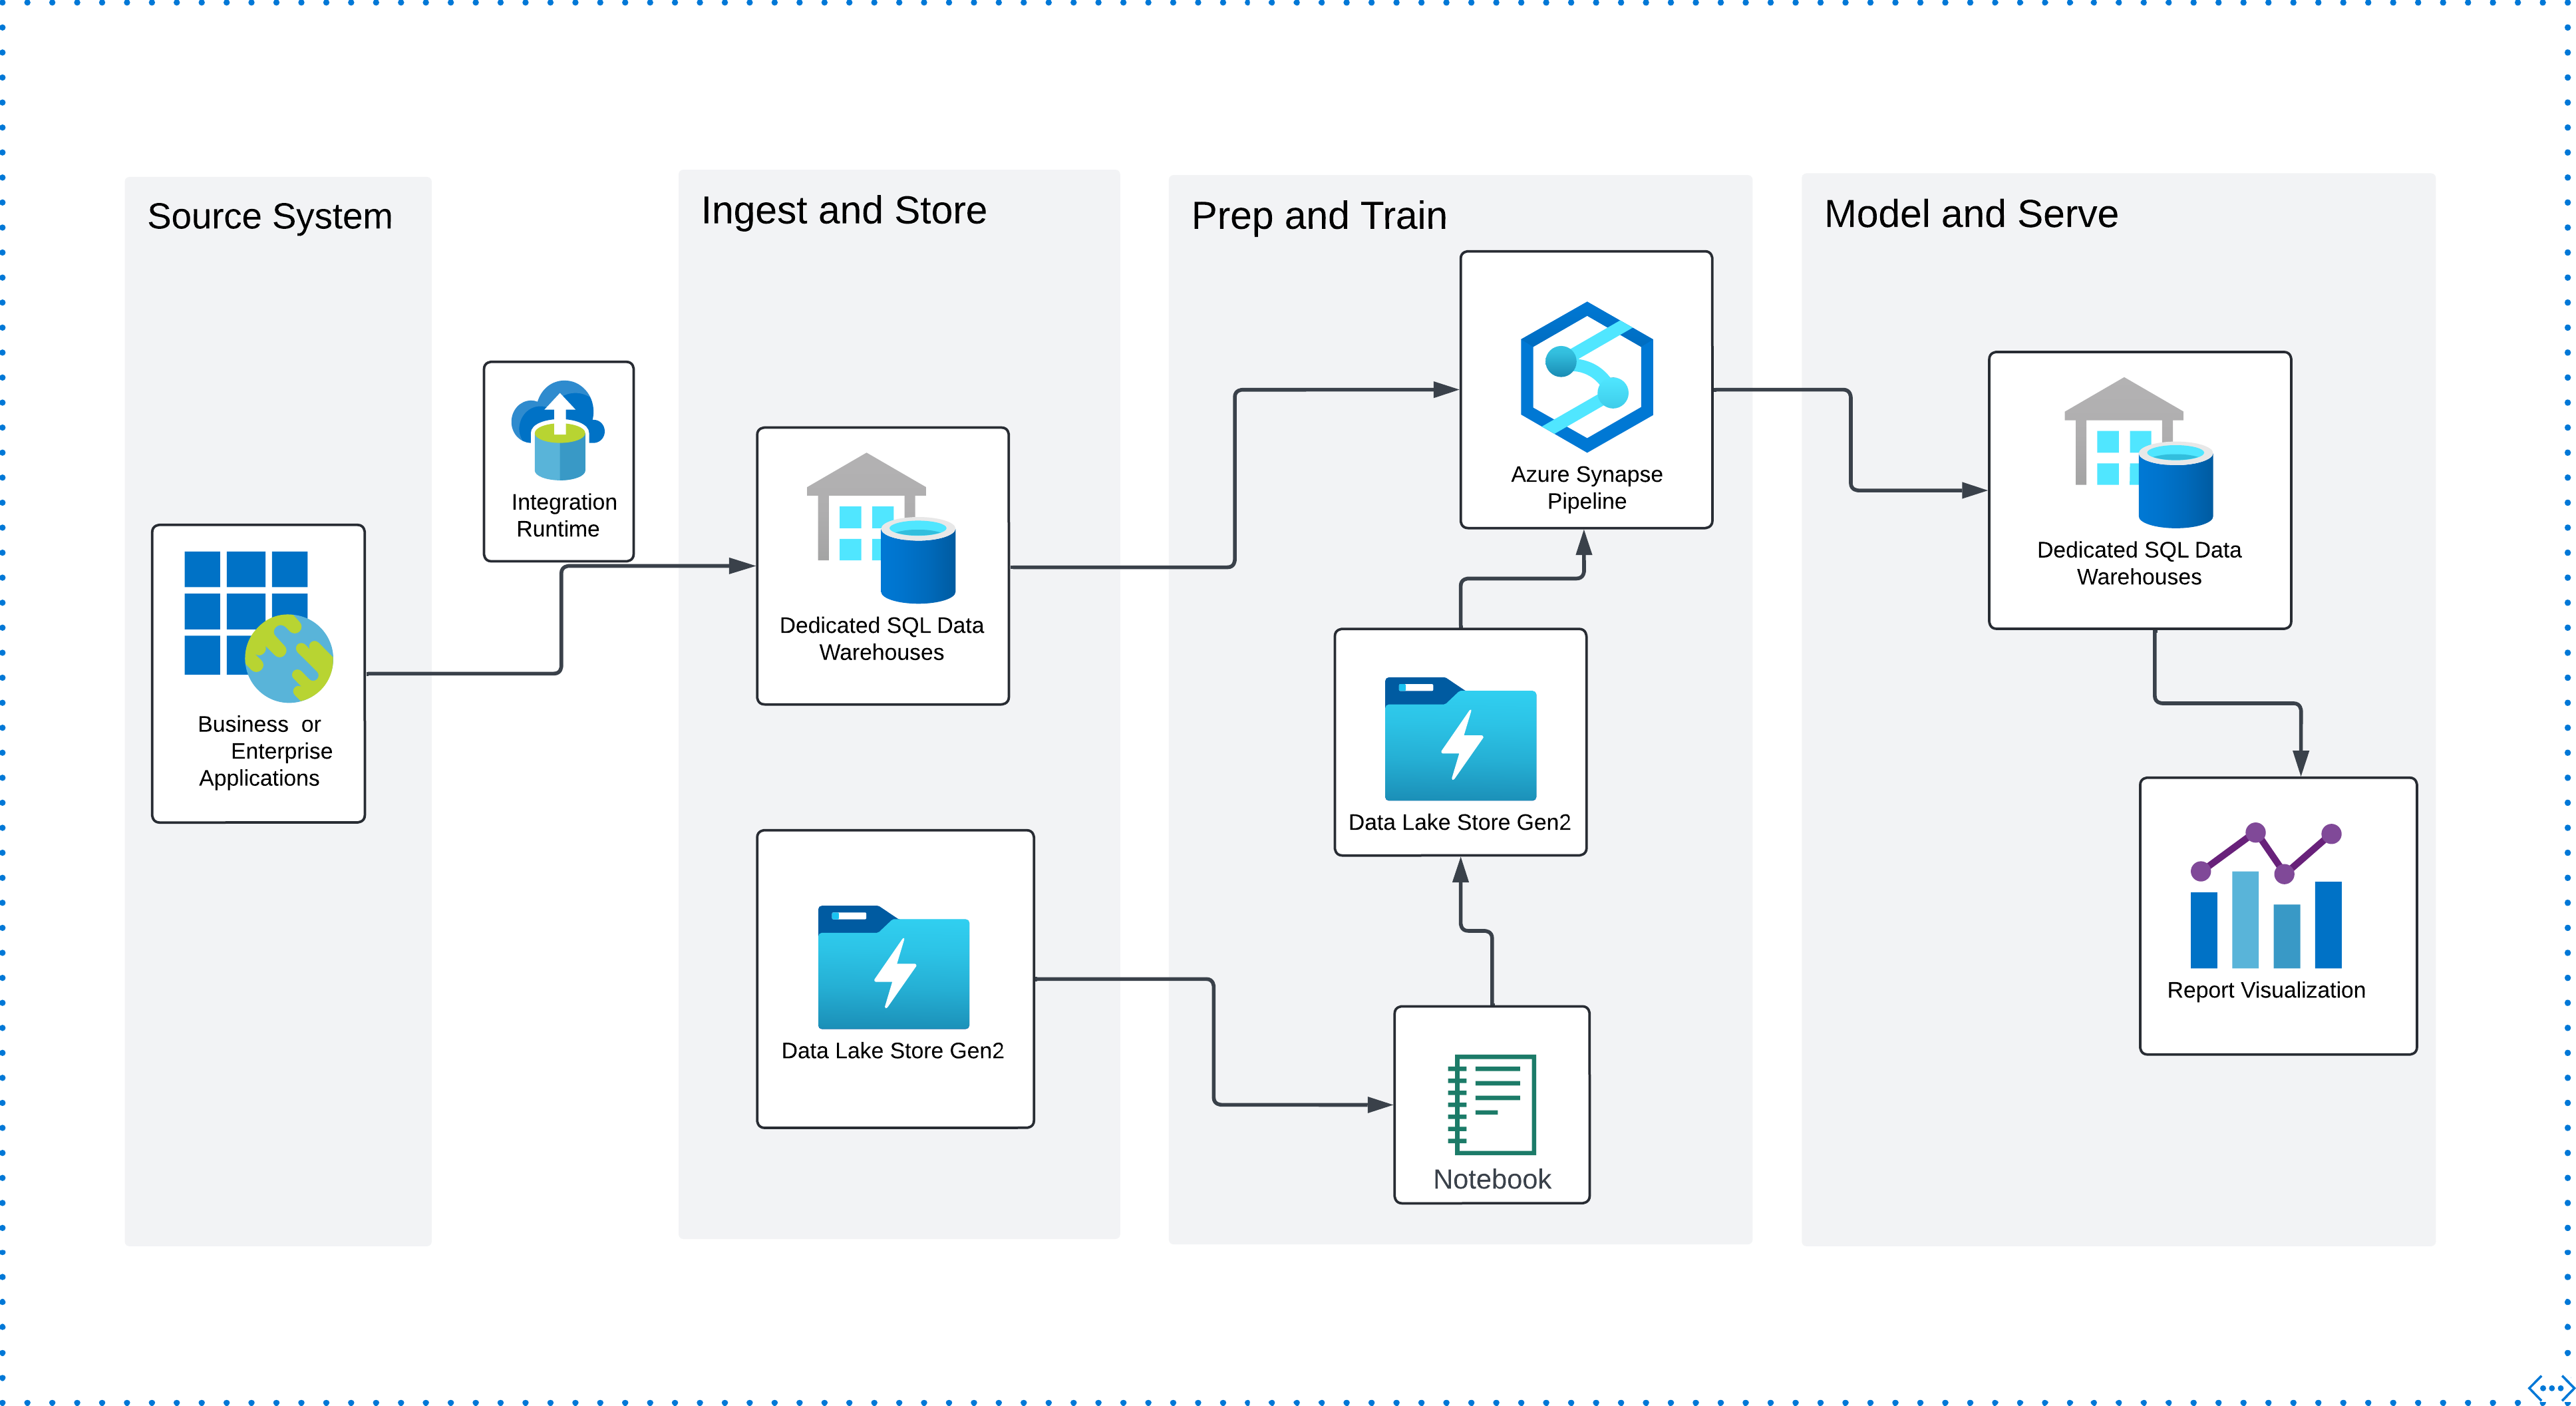 Source System
Business or
Enterprise
Applications
Integration
Runtime
Ingest and Store
Dedicated SQL Data
Warehouses
Data Lake Store Gen2
Prep and Train
Azure Synapse
Pipeline
Data Lake Store Gen2
Notebook
Model and Serve
Dedicated SQL Data
Warehouses
Report Visualization